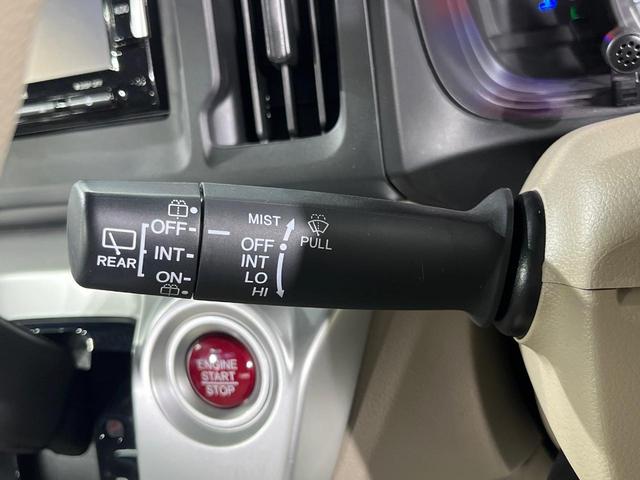 MIST
OFF
OFF
PULL
INT
INT
REAR
LO
ON
HI
ENGINE
START
STOP